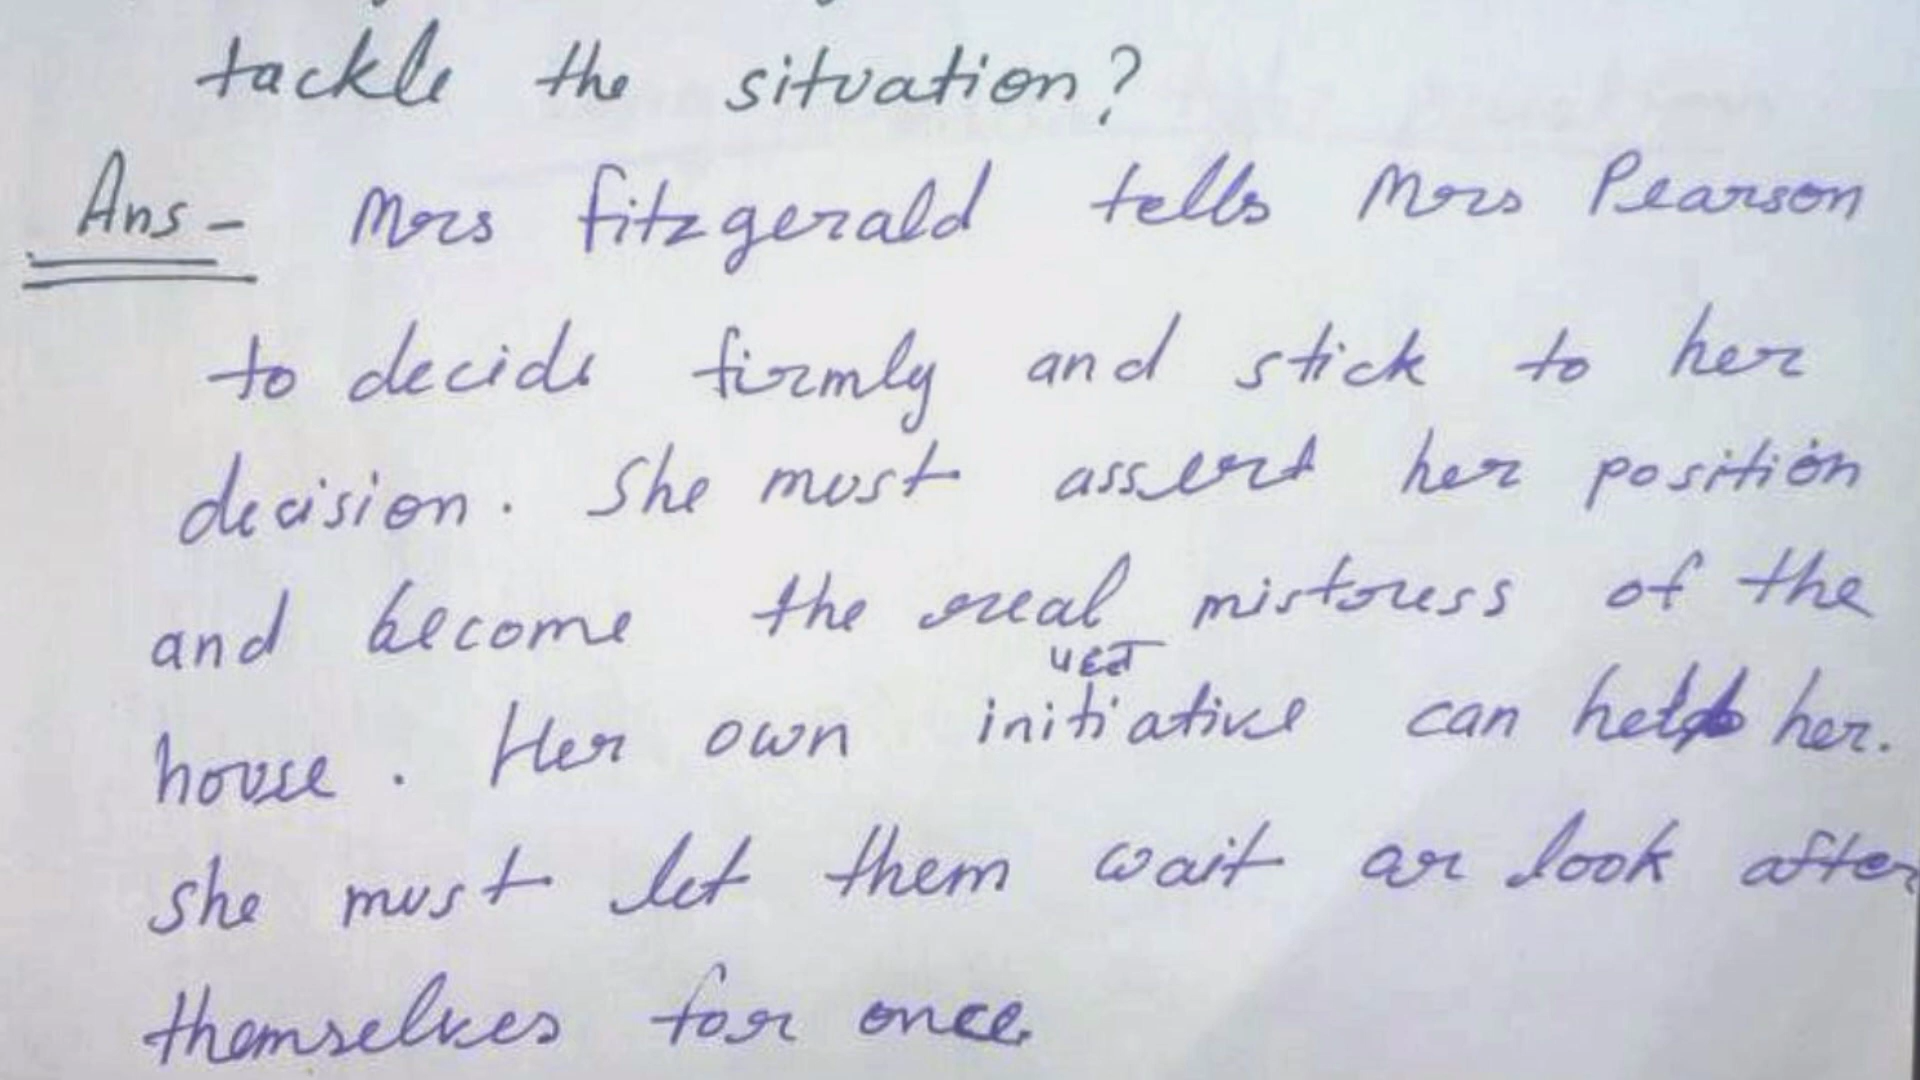 tackle the situation?
Ans- Mrs Fitzgerald tells Mrs Pearson
to decide firmly and stick to her
decision. She must assert her position
and become the real mistress of the
पहल
house. Her own initiative can help her.
She must let them wait or look after
themselves for once.